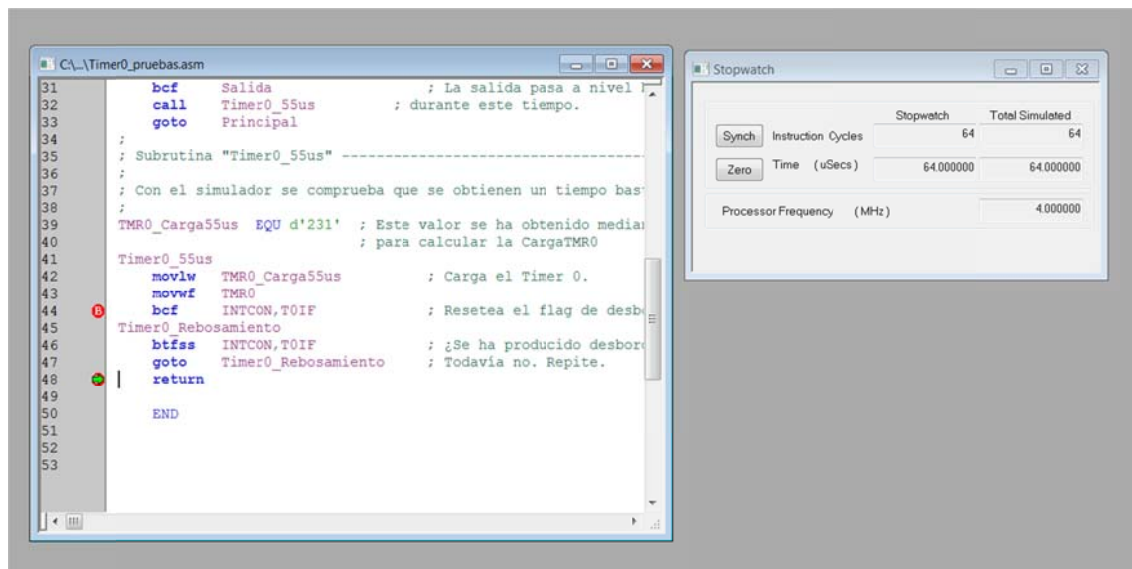 C:\...\Timer0_pruebas.asm
31 bcf Salida ; La salida pasa a nivel
32 call Timer0_55us ; durante este tiempo.
33 goto Principal
34 ;
35 ; Subrutina "Timer0_55us" -------------------------------------
36 ;
37 ; Con el simulador se comprueba que se obtienen un tiempo bas
38 ;
39 TMR0_Carga55us EQU d'231' ; Este valor se ha obtenido media
40 ; para calcular la CargaTMR0
41 Timer0_55us
42 movlw TMR0_Carga55us ; Carga el Timer 0.
43 movwf TMR0
44 B bcf INTCON,T0IF ; Resetea el flag de desb
45 Timer0_Rebosamiento
46 btfss INTCON,T0IF ; ¿Se ha producido desbor
47 goto Timer0_Rebosamiento ; Todavía no. Repite.
48 return
49
50 END
51
52
53
Stopwatch
Stopwatch Total Simulated
Synch Instruction Cycles 64 64
Zero Time (uSecs) 64.000000 64.000000
Processor Frequency (MHz) 4.000000